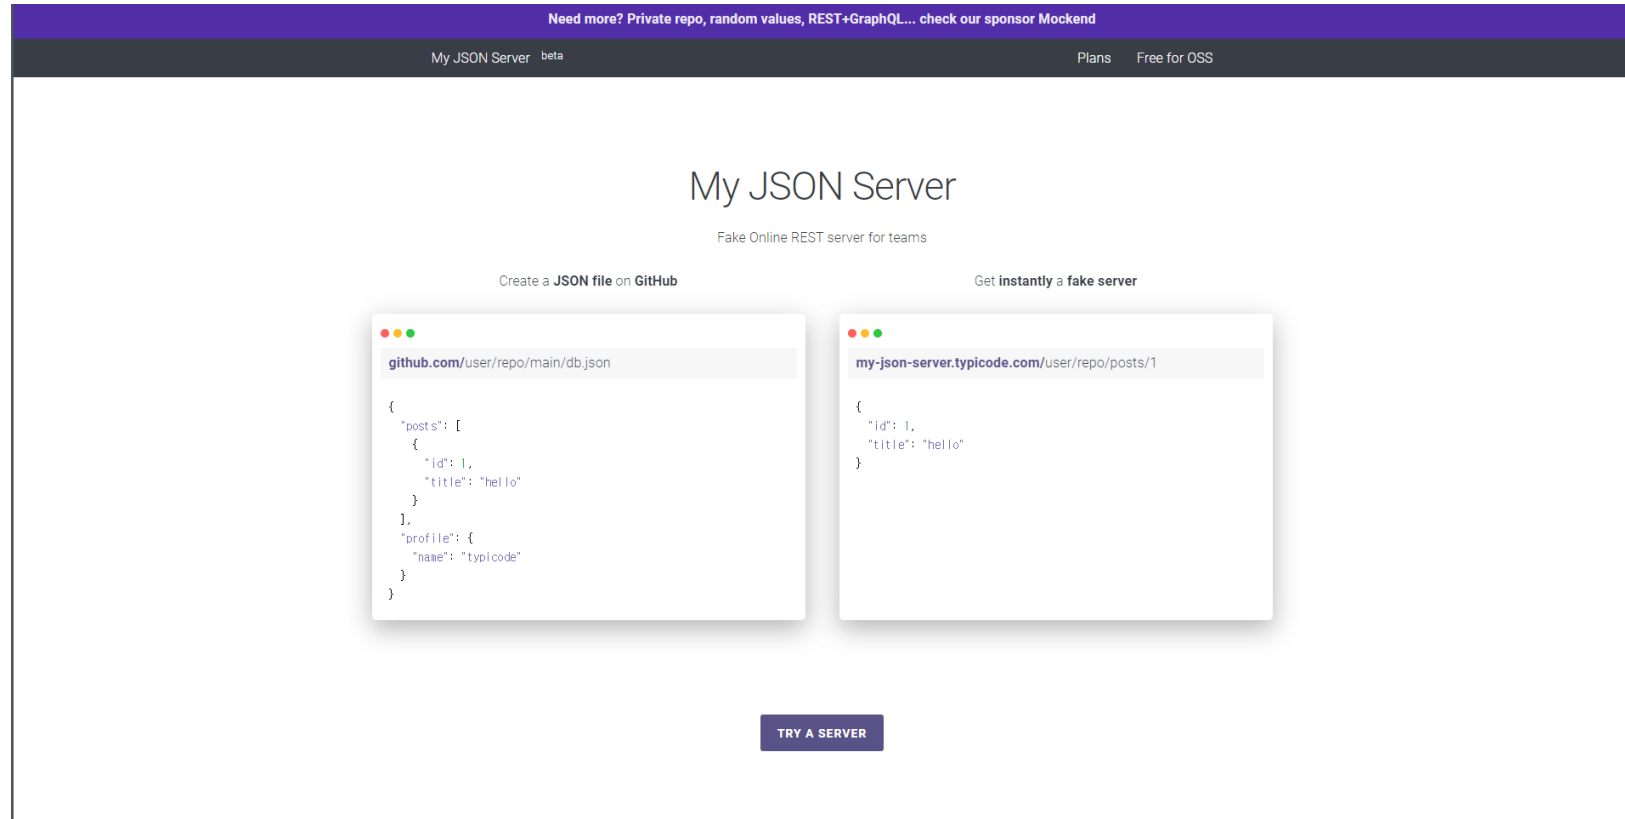 Need more? Private repo, random values, REST+GraphQL... check our sponsor Mockend
My JSON Server beta
Plans Free for OSS
My JSON Server
Fake Online REST server for teams
Create a JSON file on GitHub
github.com/user/repo/main/db.json
{
"posts": [
{
"id": 1,
"title": "hello"
}
],
"profile": {
"name": "typicode"
}
}
Get instantly a fake server
my-json-server.typicode.com/user/repo/posts/1
{
"id": 1,
"title": "hello"
}
TRY A SERVER